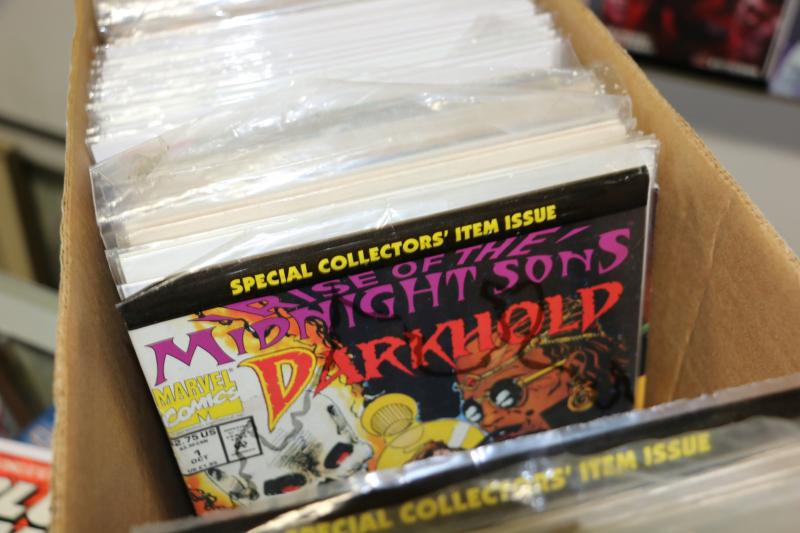 SPECIAL COLLECTORS' ITEM ISSUE
RISE OF THE
MIDNIGHT SONS
DARKHOLD
MARVEL
COMICS
$2.75 US
1
OCT
SPECIAL COLLECTORS' ITEM ISSUE